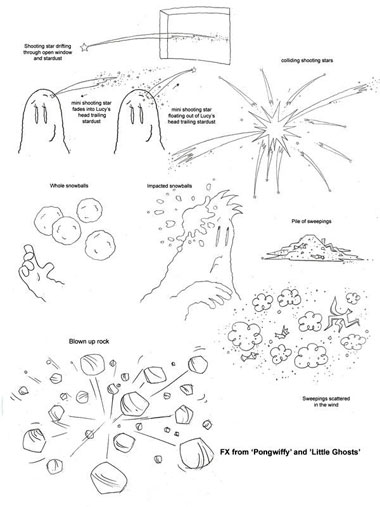 Shooting star drifting
through open window
and stardust
colliding shooting stars
mini shooting star
fades into Lucy's
head trailing
stardust
mini shooting star
floating out of Lucy's
head trailing stardust
Whole snowballs
Impacted snowballs
Pile of sweepings
Blown up rock
Sweepings scattered
in the wind
FX from 'Pongwiffy' and 'Little Ghosts'